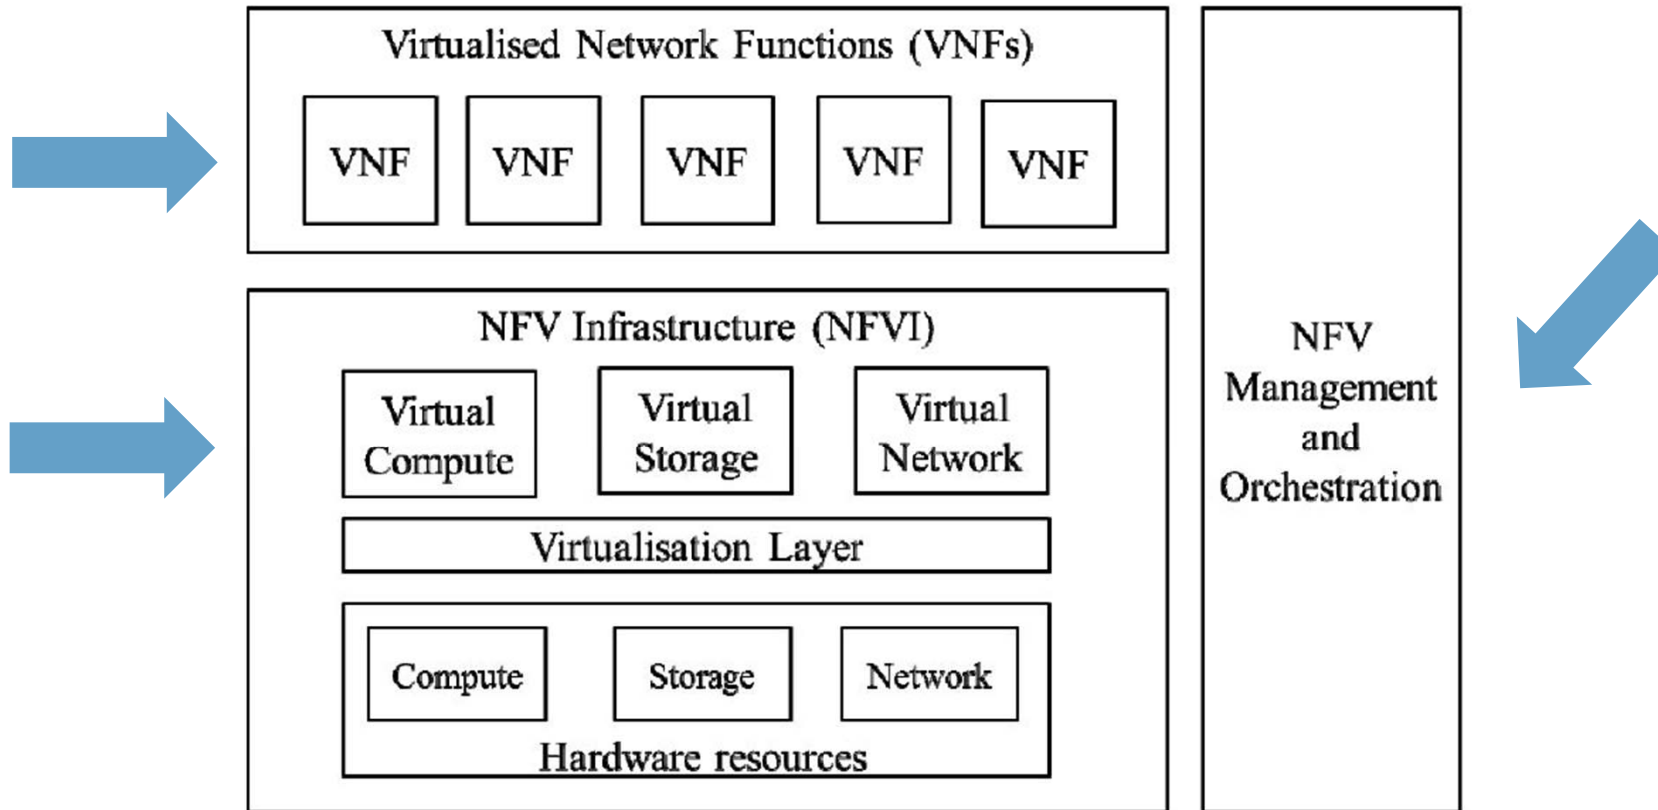 Virtualised Network Functions (VNFs)
VNF
VNF
VNF
VNF
VNF
NFV Infrastructure (NFVI)
Virtual
Compute
Virtual
Storage
Virtual
Network
Virtualisation Layer
Compute
Storage
Network
Hardware resources
NFV
Management
and
Orchestration